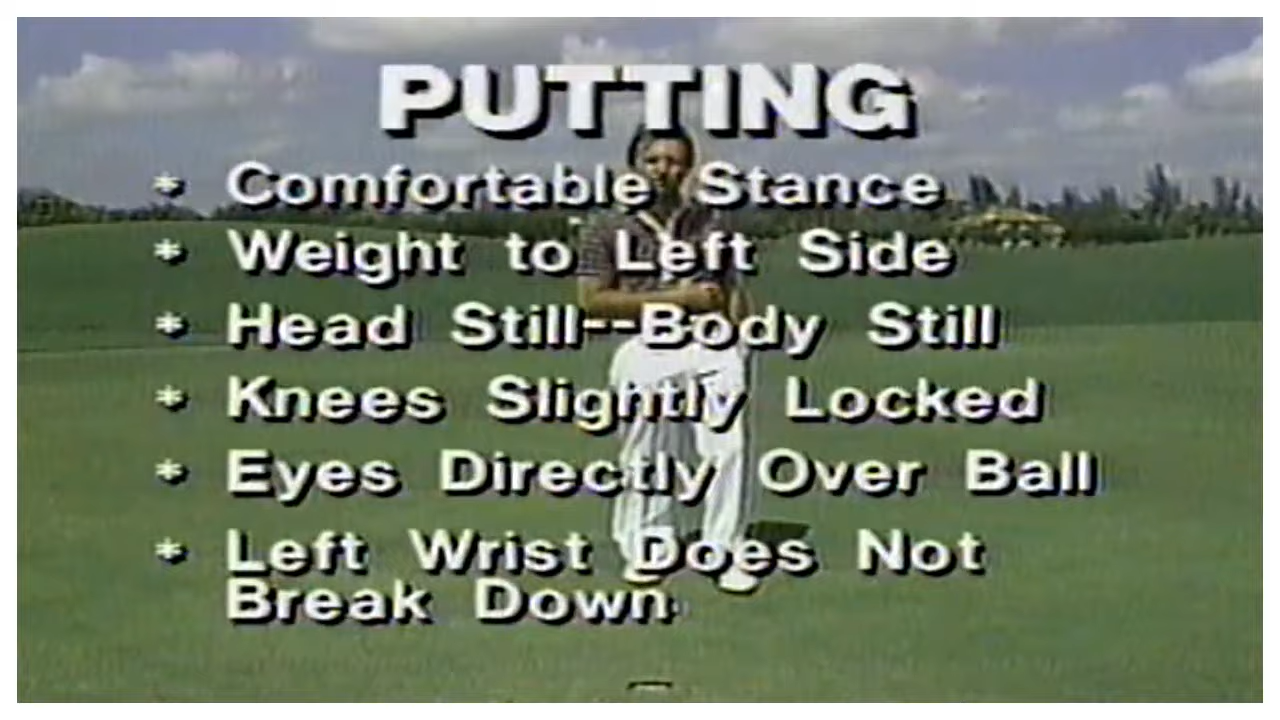 PUTTING
* Comfortable Stance
* Weight to Left Side
* Head Still--Body Still
* Knees Slightly Locked
* Eyes Directly Over Ball
* Left Wrist Does Not
Break Down